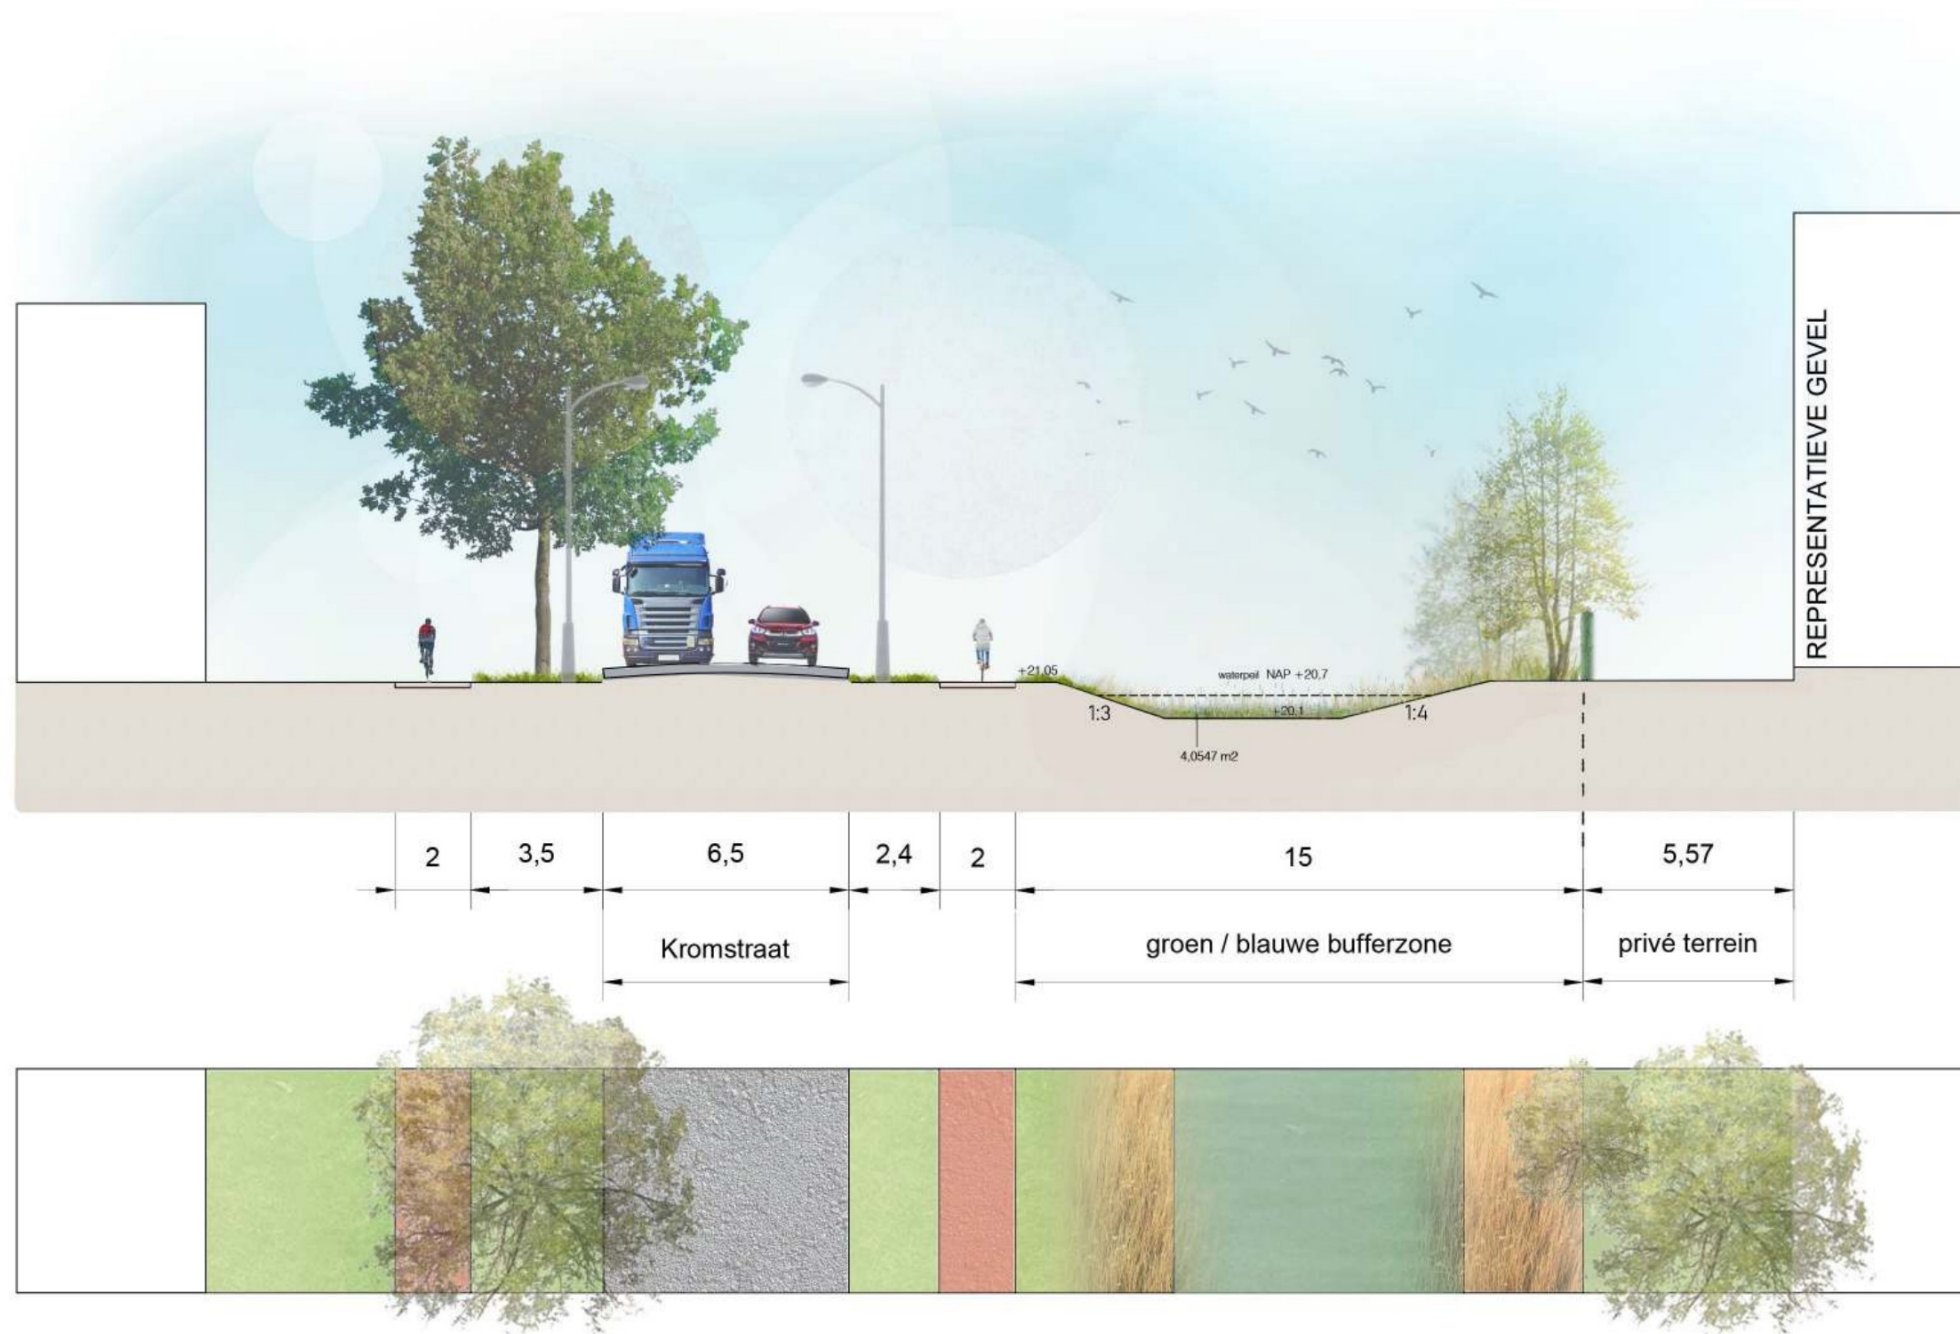 REPRESENTATIEVE GEVEL
+21,05
waterpeil NAP +20,7
1:3
+20,1
1:4
4,0547 m2
2
3,5
6,5
2,4
2
15
5,57
Kromstraat
groen / blauwe bufferzone
privé terrein